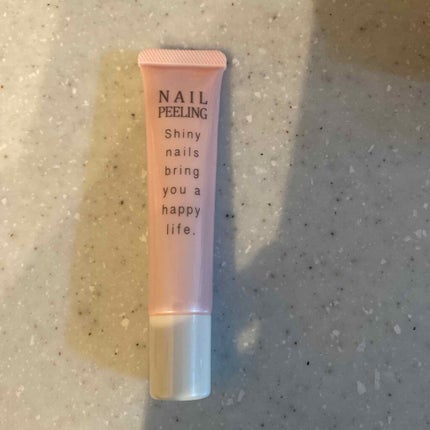 NAIL
PEELING
Shiny
nails
bring
you a
happy
life.